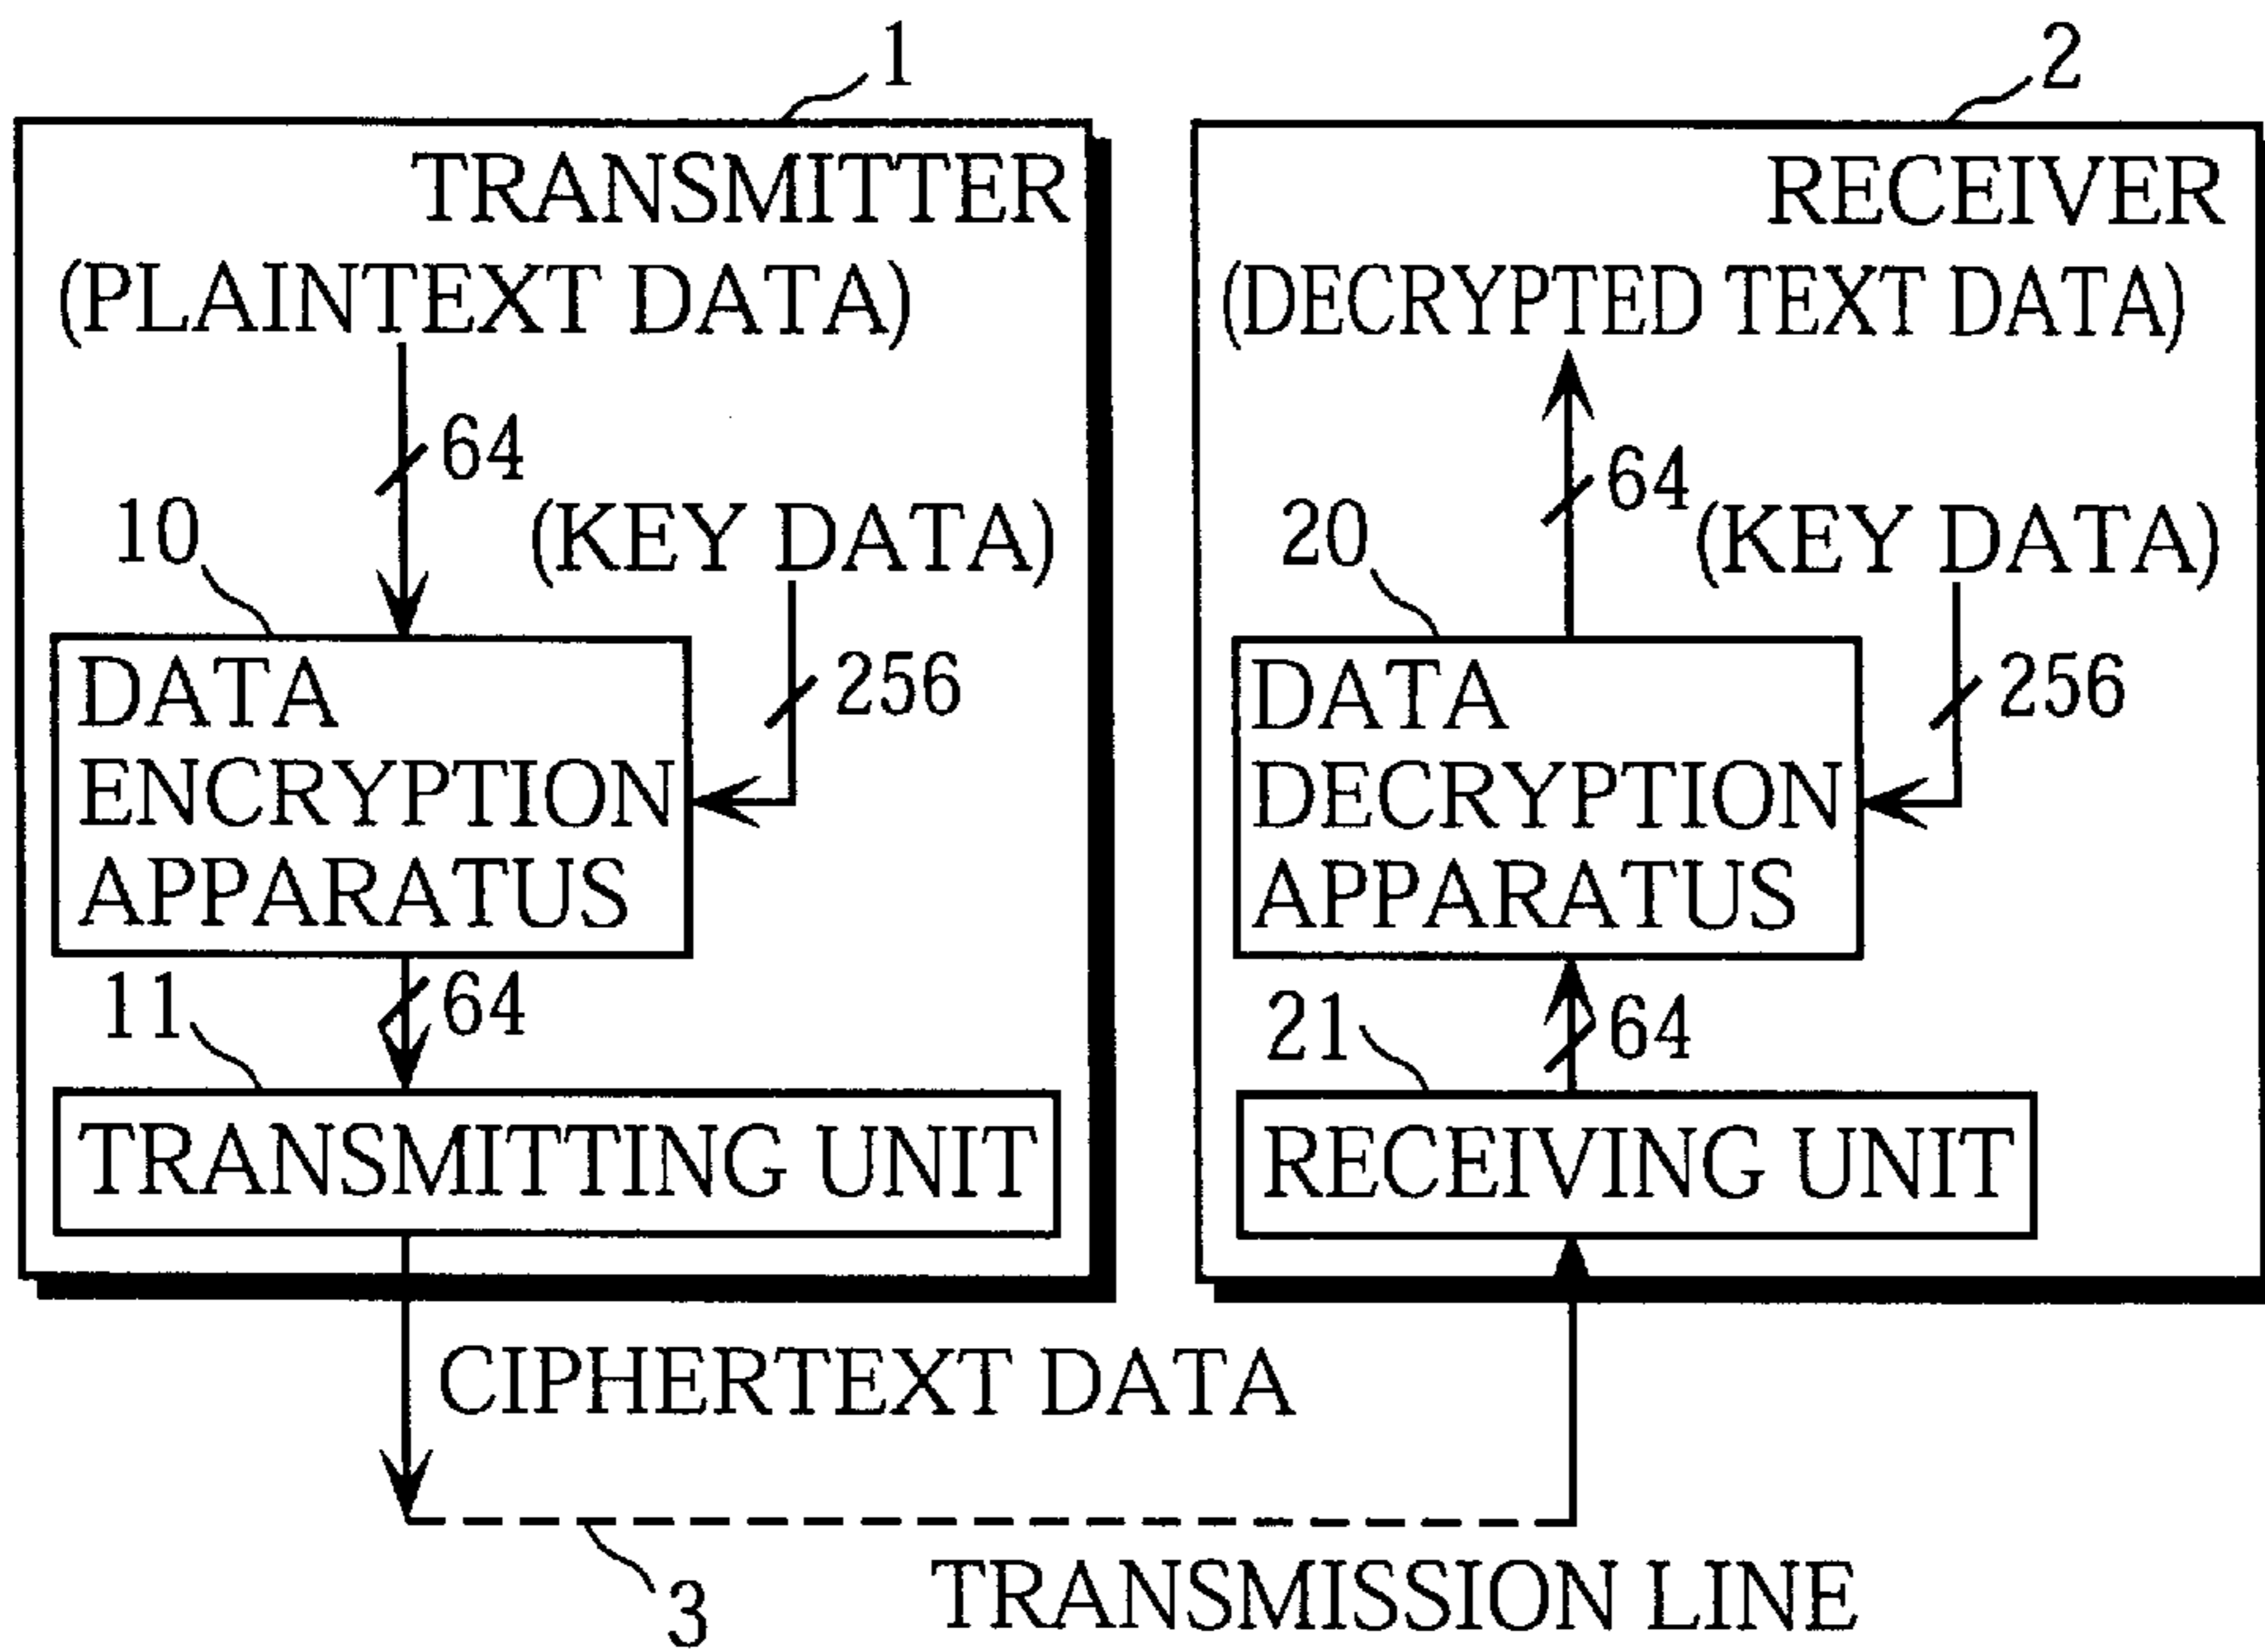 1
TRANSMITTER
(PLAINTEXT DATA)
64
10
(KEY DATA)
256
DATA
ENCRYPTION
APPARATUS
11
64
TRANSMITTING UNIT
2
RECEIVER
(DECRYPTED TEXT DATA)
64
20
(KEY DATA)
256
DATA
DECRYPTION
APPARATUS
21
64
RECEIVING UNIT
CIPHERTEXT DATA
3
TRANSMISSION LINE